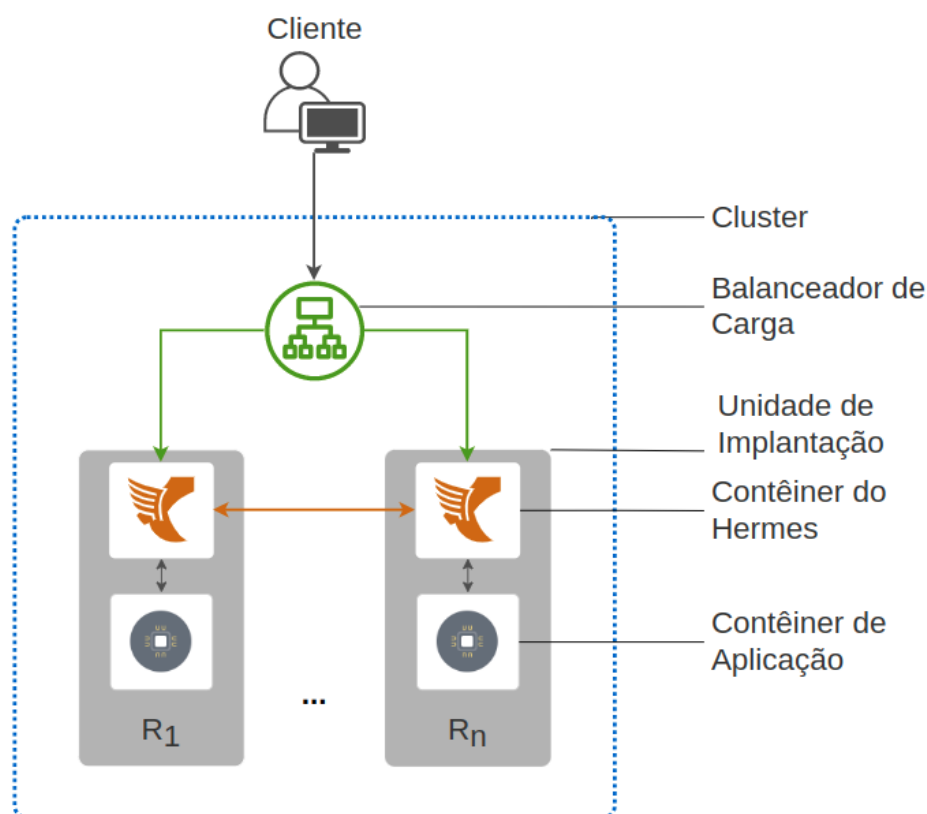 Cliente
Cluster
Balanceador de
Carga
Unidade de
Implantação
Contêiner do
Hermes
Contêiner de
Aplicação
...
R1
Rn